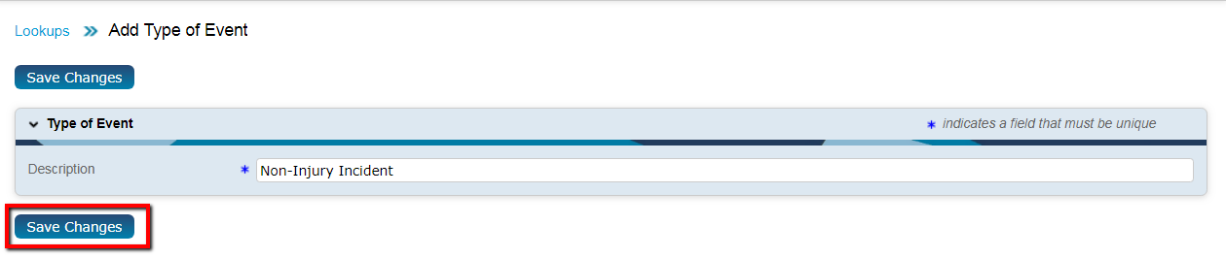 Lookups » Add Type of Event
Save Changes
Type of Event * indicates a field that must be unique
Description * Non-Injury Incident
Save Changes